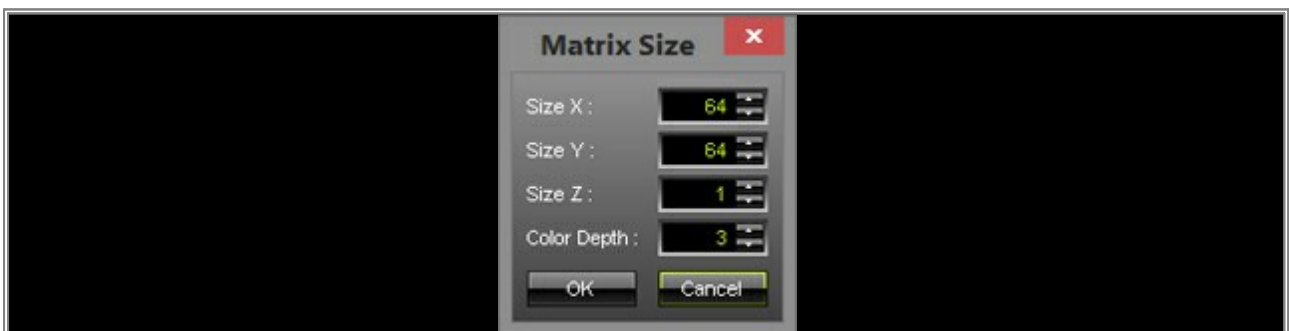 Matrix Size
Size X : 64
Size Y : 64
Size Z : 1
Color Depth : 3
OK Cancel